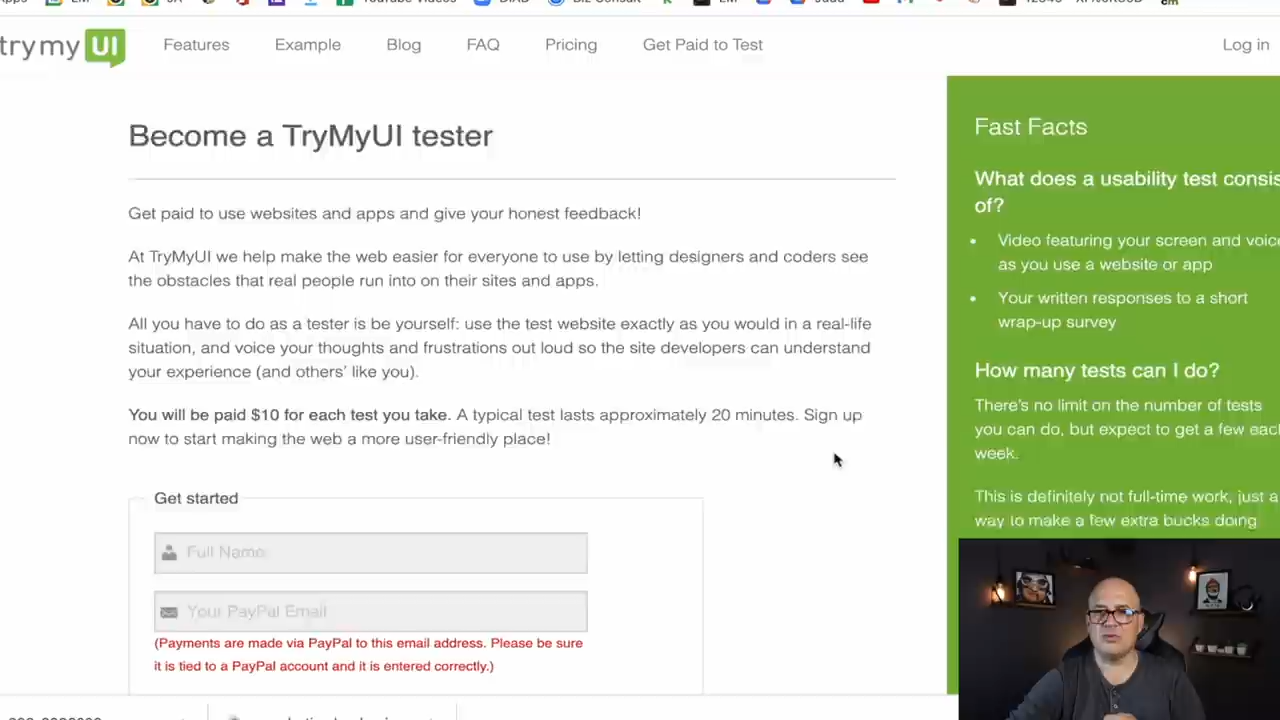 YouTube Videos
DIAD
trymyUI
Features
Example
Blog
FAQ
Pricing
Get Paid to Test
Log in
Become a TryMyUI tester
Get paid to use websites and apps and give your honest feedback!
At TryMyUI we help make the web easier for everyone to use by letting designers and coders see
the obstacles that real people run into on their sites and apps.
All you have to do as a tester is be yourself: use the test website exactly as you would in a real-life
situation, and voice your thoughts and frustrations out loud so the site developers can understand
your experience (and others' like you).
You will be paid $10 for each test you take. A typical test lasts approximately 20 minutes. Sign up
now to start making the web a more user-friendly place!
Get started
Full Name
Your PayPal Email
(Payments are made via PayPal to this email address. Please be sure
it is tied to a PayPal account and it is entered correctly.)
Fast Facts
What does a usability test consis
of?
• Video featuring your screen and voice
as you use a website or app
• Your written responses to a short
wrap-up survey
How many tests can I do?
There's no limit on the number of tests
you can do, but expect to get a few each
week.
This is definitely not full-time work, just a
way to make a few extra bucks doing